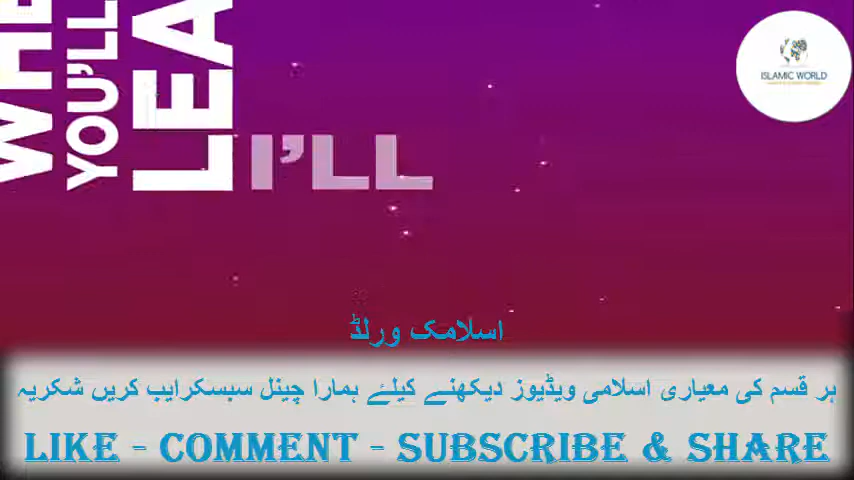 YOU'LL
LEA
I'LL
ISLAMIC WORLD
اسلامک ورلڈ
ہر قسم کی معیاری اسلامی ویڈیوز دیکھنے کیلئے ہمارا چینل سبسکرایب کریں شکریہ
LIKE - COMMENT - SUBSCRIBE & SHARE